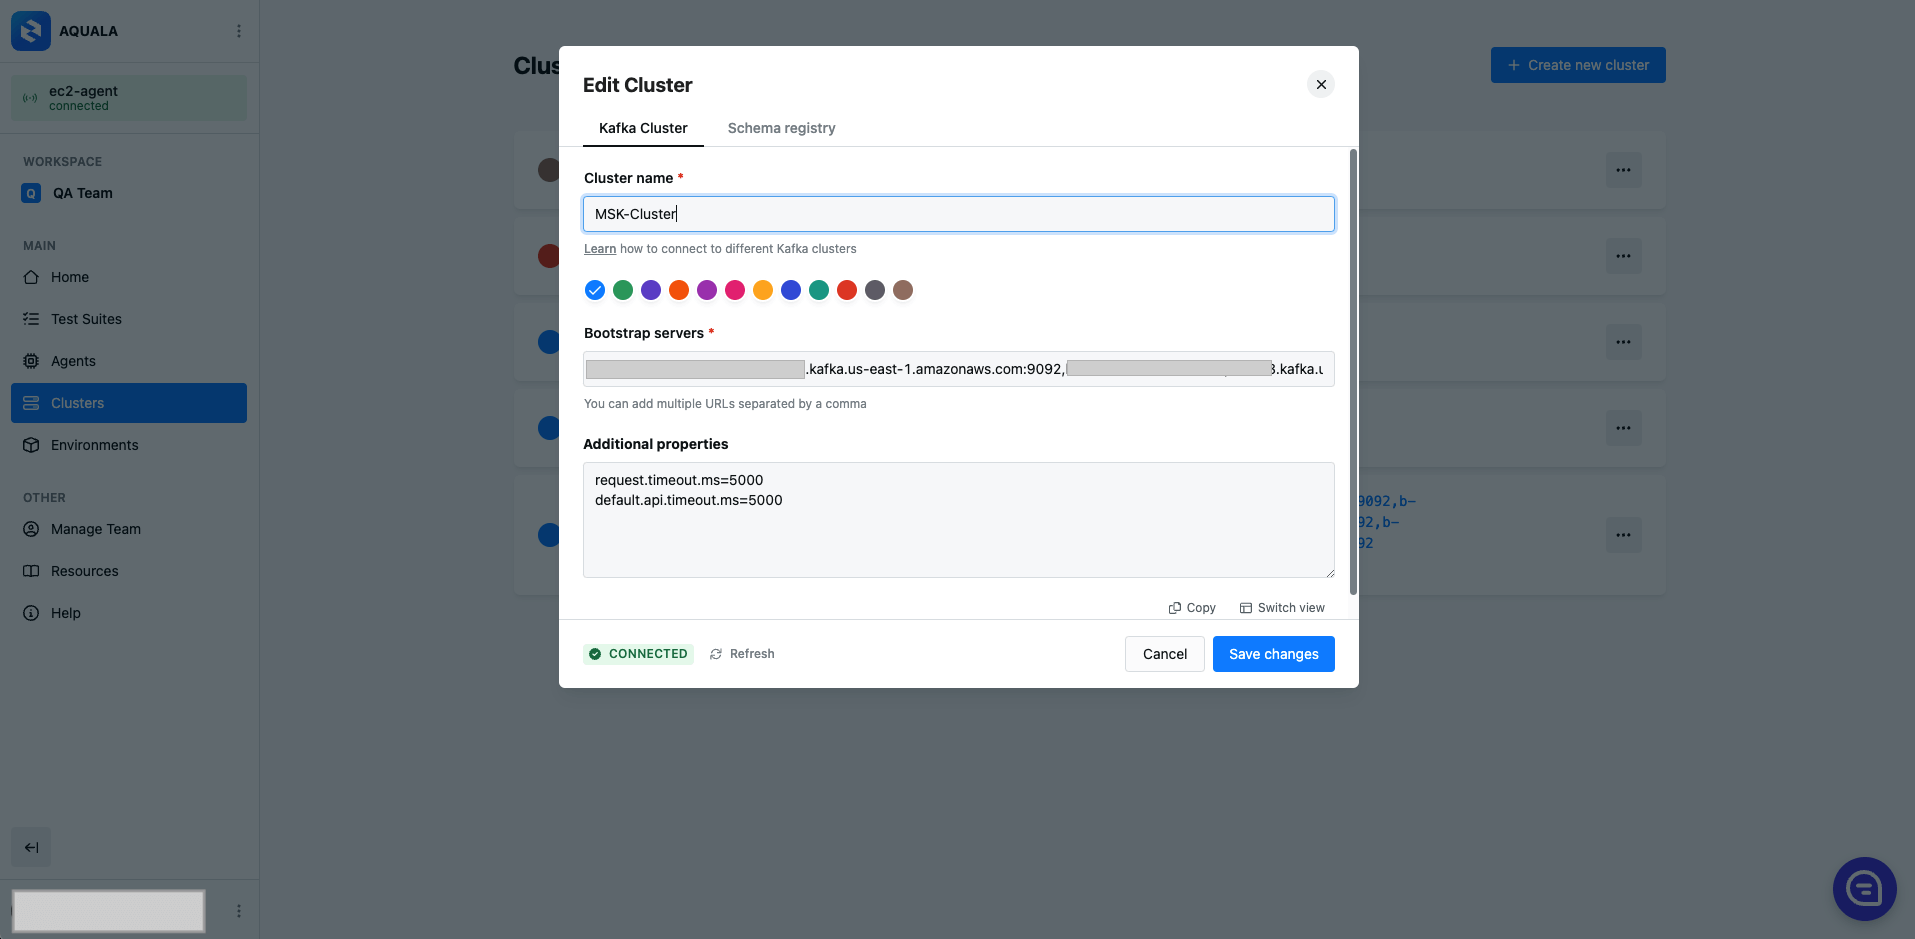 AQUALA
ec2-agent
connected
WORKSPACE
Q QA Team
MAIN
Home
Test Suites
Agents
Clusters
Environments
OTHER
Manage Team
Resources
Help
Clus
+ Create new cluster
9092,b-
92,b-
92
Edit Cluster
Kafka Cluster Schema registry
Cluster name *
MSK-Cluster
Learn how to connect to different Kafka clusters
Bootstrap servers *
.kafka.us-east-1.amazonaws.com:9092, .kafka.u
You can add multiple URLs separated by a comma
Additional properties
request.timeout.ms=5000
default.api.timeout.ms=5000
Copy Switch view
CONNECTED Refresh Cancel Save changes